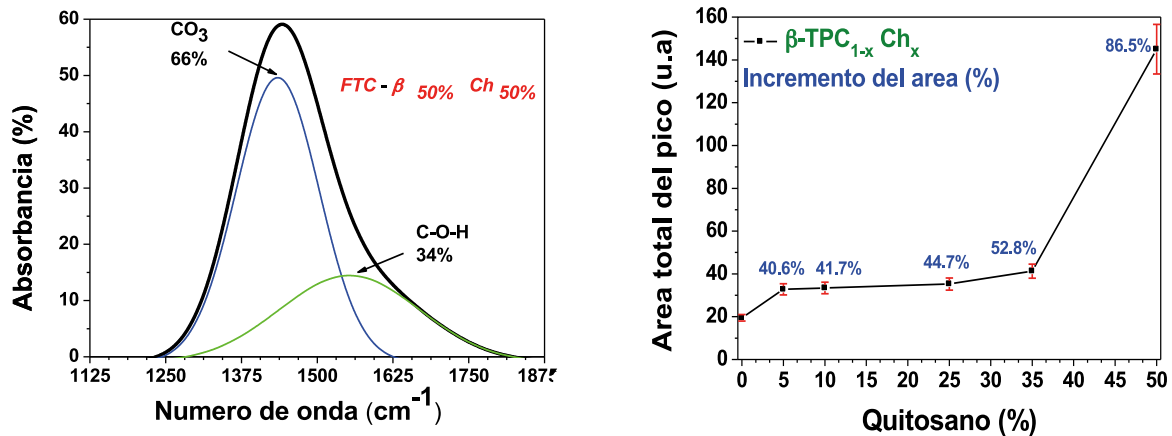 60
50
40
30
20
10
0
Absorbancia (%)
CO3
66%
FTC - β 50% Ch 50%
C-O-H
34%
1125 1250 1375 1500 1625 1750 1875
Numero de onda (cm-1)
160
140
120
100
80
60
40
20
0
Area total del pico (u.a)
β-TPC1-x Chx
Incremento del area (%)
86.5%
40.6%
41.7%
44.7%
52.8%
0 5 10 15 20 25 30 35 40 45 50
Quitosano (%)